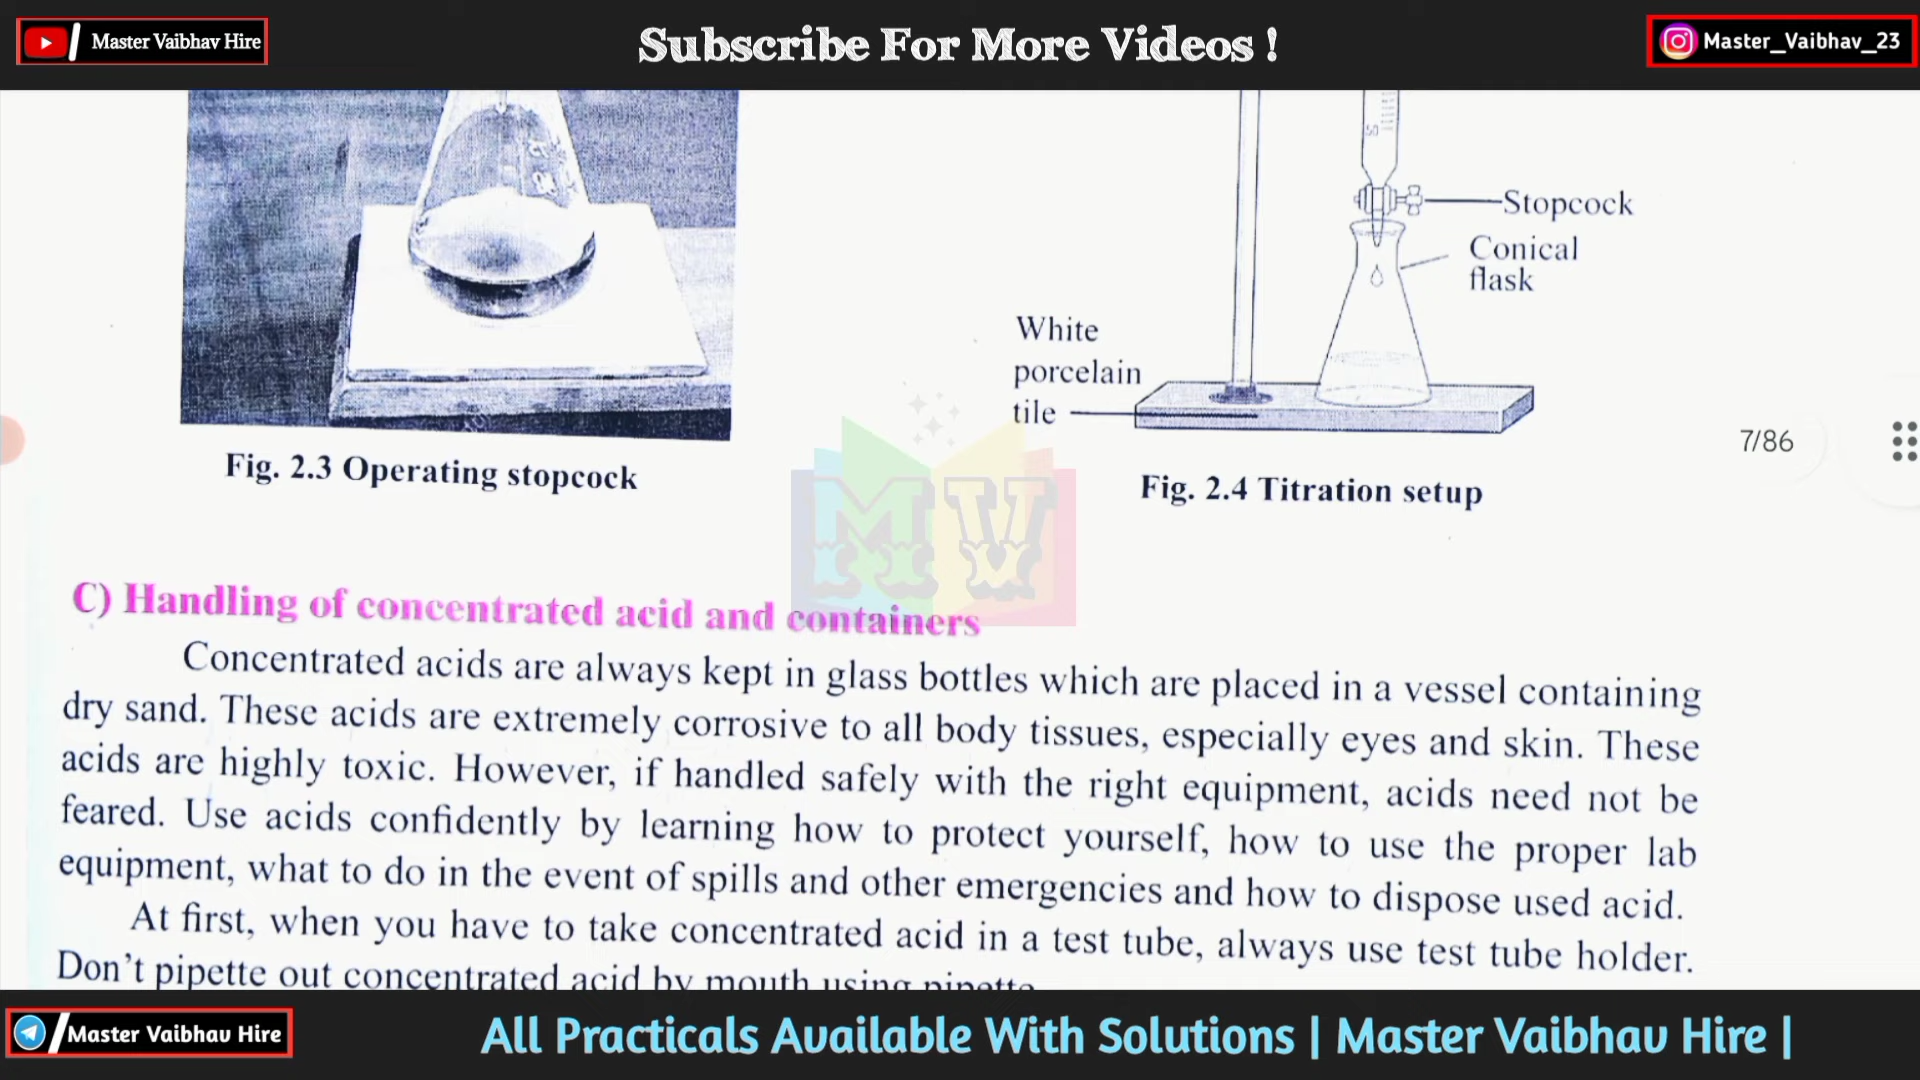 Master Vaibhav Hire
Subscribe For More Videos !
Master_Vaibhav_23
50
Stopcock
Conical
flask
White
porcelain
tile
7/86
Fig. 2.3 Operating stopcock
Fig. 2.4 Titration setup
MV
C) Handling of concentrated acid and containers
Concentrated acids are always kept in glass bottles which are placed in a vessel containing
dry sand. These acids are extremely corrosive to all body tissues, especially eyes and skin. These
acids are highly toxic. However, if handled safely with the right equipment, acids need not be
feared. Use acids confidently by learning how to protect yourself, how to use the proper lab
equipment, what to do in the event of spills and other emergencies and how to dispose used acid.
At first, when you have to take concentrated acid in a test tube, always use test tube holder.
Don't pipette out concentrated acid by mouth using pipette
Master Vaibhav Hire
All Practicals Available With Solutions | Master Vaibhav Hire |